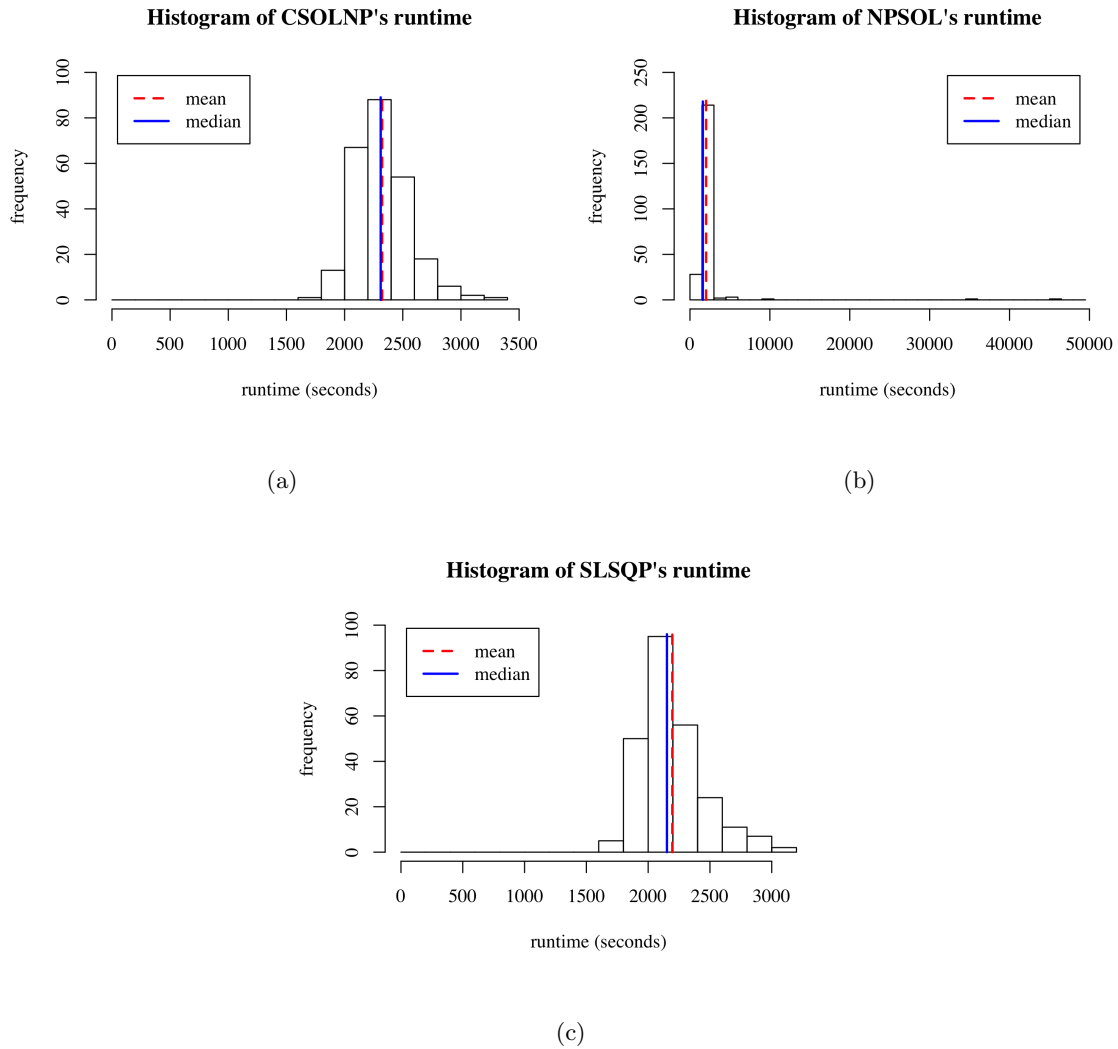 Histogram of CSOLNP's runtime
mean
median
frequency
0
20
40
60
80
100
0 500 1000 1500 2000 2500 3000 3500
runtime (seconds)
(a)
Histogram of NPSOL's runtime
mean
median
frequency
0
50
100
150
200
250
0 10000 20000 30000 40000 50000
runtime (seconds)
(b)
Histogram of SLSQP's runtime
mean
median
frequency
0
20
40
60
80
100
0 500 1000 1500 2000 2500 3000
runtime (seconds)
(c)